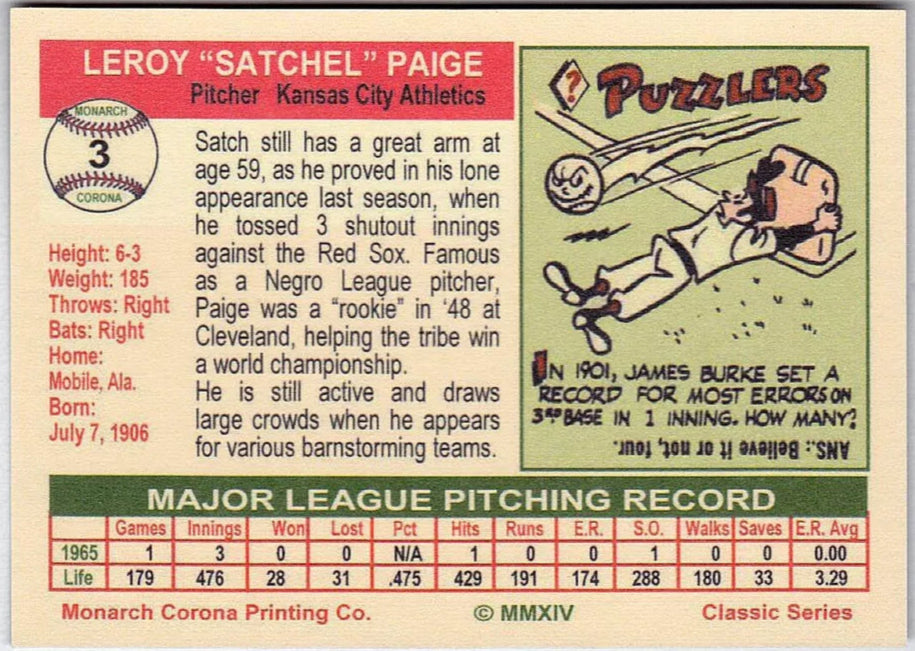 LEROY “SATCHEL” PAIGE
Pitcher Kansas City Athletics
MONARCH
3
CORONA
Height: 6-3
Weight: 185
Throws: Right
Bats: Right
Home:
Mobile, Ala.
Born:
July 7, 1906
Satch still has a great arm at
age 59, as he proved in his lone
appearance last season, when
he tossed 3 shutout innings
against the Red Sox. Famous
as a Negro League pitcher,
Paige was a “rookie” in ‘48 at
Cleveland, helping the tribe win
a world championship.
He is still active and draws
large crowds when he appears
for various barnstorming teams.
? PUZZLERS
IN 1901, JAMES BURKE SET A
RECORD FOR MOST ERRORS ON
3RD BASE IN 1 INNING. HOW MANY?
ANS.: Believe it or not, four.
MAJOR LEAGUE PITCHING RECORD
Games Innings Won Lost Pct Hits Runs E.R. S.O. Walks Saves E.R. Avg
1965 1 3 0 0 N/A 1 0 0 1 0 0 0.00
Life 179 476 28 31 .475 429 191 174 288 180 33 3.29
Monarch Corona Printing Co. © MMXIV Classic Series